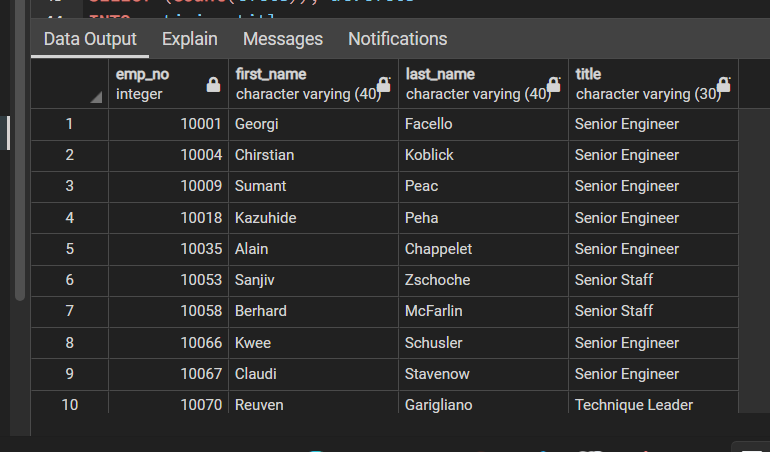 Data Output Explain Messages Notifications
emp_no first_name last_name title
integer character varying (40) character varying (40) character varying (30)
1 10001 Georgi Facello Senior Engineer
2 10004 Chirstian Koblick Senior Engineer
3 10009 Sumant Peac Senior Engineer
4 10018 Kazuhide Peha Senior Engineer
5 10035 Alain Chappelet Senior Engineer
6 10053 Sanjiv Zschoche Senior Staff
7 10058 Berhard McFarlin Senior Staff
8 10066 Kwee Schusler Senior Engineer
9 10067 Claudi Stavenow Senior Engineer
10 10070 Reuven Garigliano Technique Leader